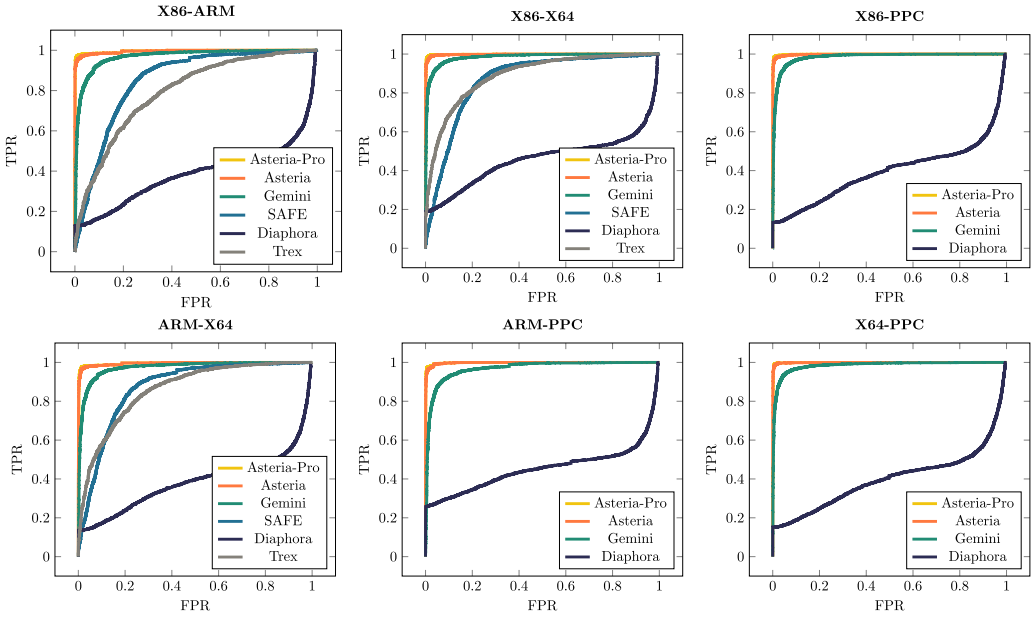 X86-ARM
1
0.8
0.6
0.4
0.2
0
TPR
0 0.2 0.4 0.6 0.8 1
FPR
Asteria-Pro
Asteria
Gemini
SAFE
Diaphora
Trex
X86-X64
1
0.8
0.6
0.4
0.2
0
TPR
0 0.2 0.4 0.6 0.8 1
FPR
Asteria-Pro
Asteria
Gemini
SAFE
Diaphora
Trex
X86-PPC
1
0.8
0.6
0.4
0.2
0
TPR
0 0.2 0.4 0.6 0.8 1
FPR
Asteria-Pro
Asteria
Gemini
Diaphora
ARM-X64
1
0.8
0.6
0.4
0.2
0
TPR
0 0.2 0.4 0.6 0.8 1
FPR
Asteria-Pro
Asteria
Gemini
SAFE
Diaphora
Trex
ARM-PPC
1
0.8
0.6
0.4
0.2
0
TPR
0 0.2 0.4 0.6 0.8 1
FPR
Asteria-Pro
Asteria
Gemini
Diaphora
X64-PPC
1
0.8
0.6
0.4
0.2
0
TPR
0 0.2 0.4 0.6 0.8 1
FPR
Asteria-Pro
Asteria
Gemini
Diaphora